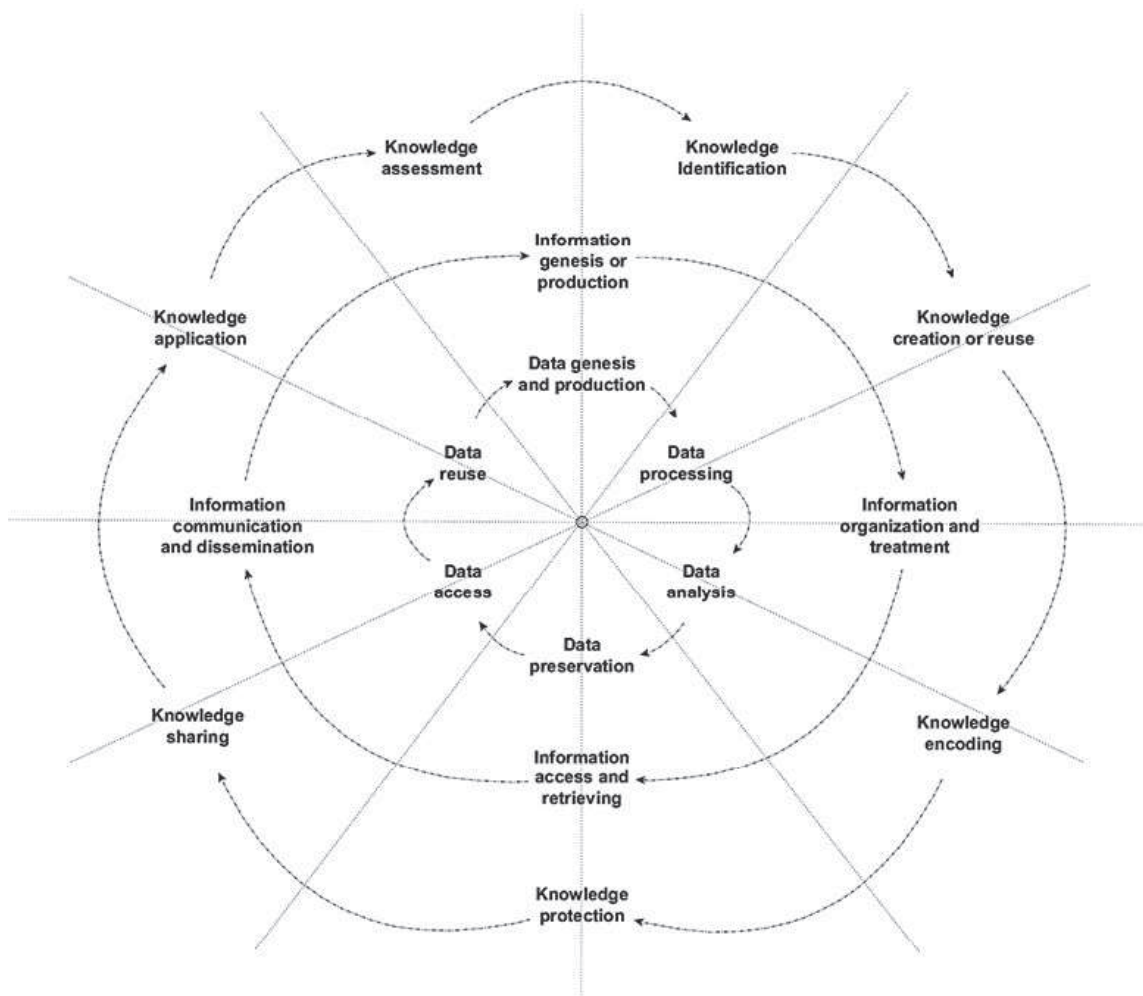 Knowledge
assessment
Knowledge
Identification
Information
genesis or
production
Knowledge
application
Knowledge
creation or reuse
Data genesis
and production
Data
reuse
Data
processing
Information
communication
and dissemination
Information
organization and
treatment
Data
access
Data
analysis
Data
preservation
Knowledge
sharing
Knowledge
encoding
Information
access and
retrieving
Knowledge
protection